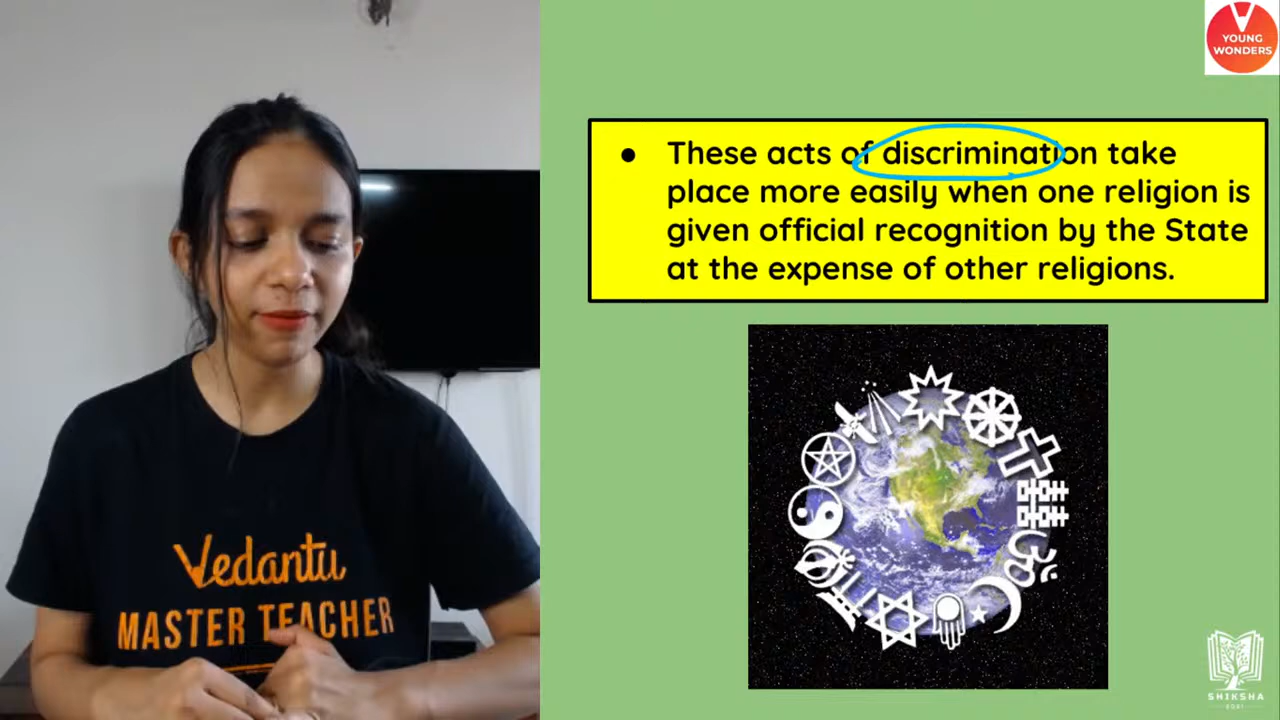 YOUNG
WONDERS
● These acts of discrimination take
place more easily when one religion is
given official recognition by the State
at the expense of other religions.
Vedantu
MASTER TEACHER
SHIKSHA
2021